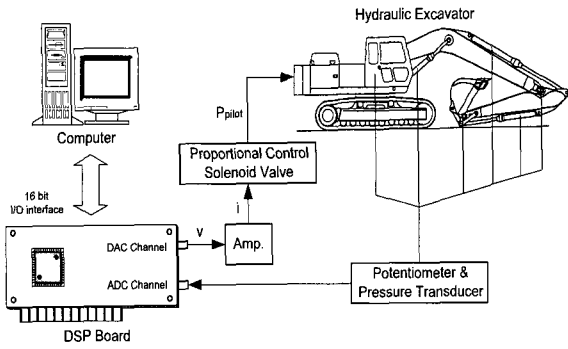 Hydraulic Excavator
Computer
Ppilot
Proportional Control
Solenoid Valve
16 bit
I/O interface
V
i
DAC Channel
Amp.
ADC Channel
Potentiometer &
Pressure Transducer
DSP Board